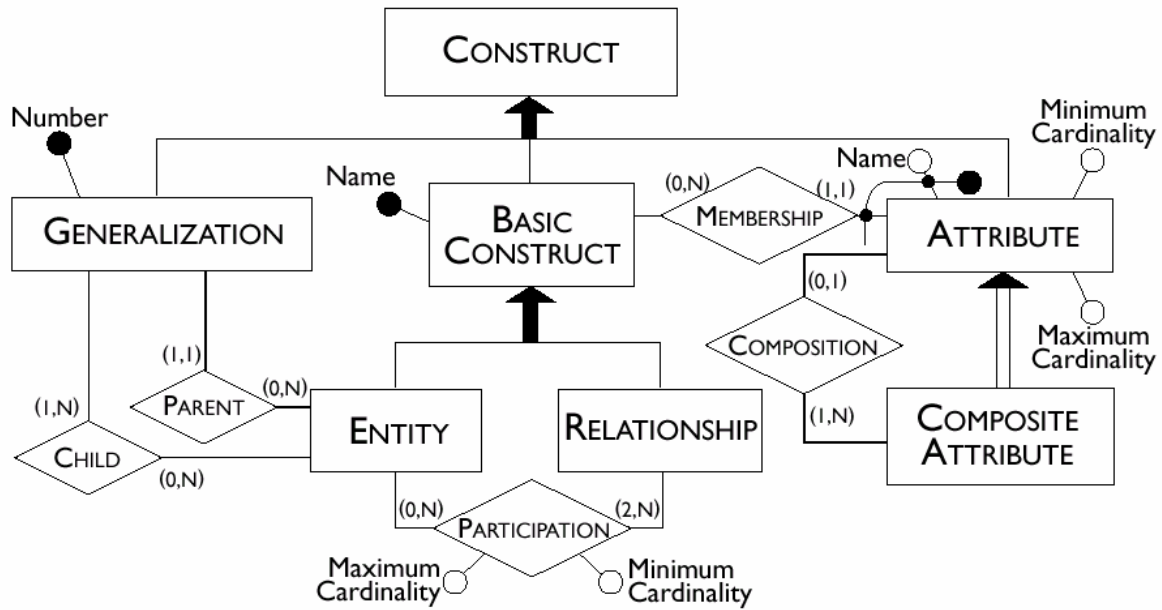 CONSTRUCT
Number
Minimum
Cardinality
Name
Name
(0,N)
(1,1)
GENERALIZATION
BASIC
CONSTRUCT
MEMBERSHIP
ATTRIBUTE
(0,1)
Maximum
Cardinality
COMPOSITION
(1,1)
(0,N)
PARENT
(1,N)
ENTITY
RELATIONSHIP
(1,N)
COMPOSITE
ATTRIBUTE
CHILD
(0,N)
(0,N)
PARTICIPATION
(2,N)
Maximum
Cardinality
Minimum
Cardinality